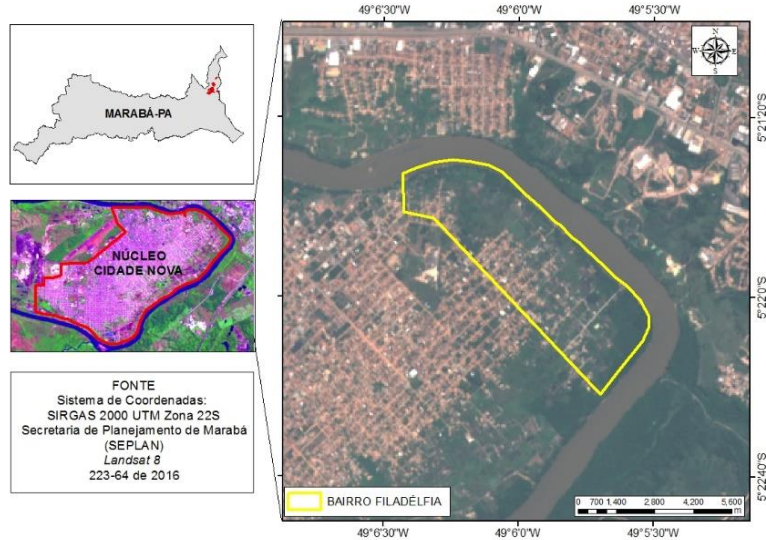 MARABÁ-PA
NÚCLEO
CIDADE NOVA
FONTE
Sistema de Coordenadas:
SIRGAS 2000 UTM Zona 22S
Secretaria de Planejamento de Marabá
(SEPLAN)
Landsat 8
223-64 de 2016
49°6'30"W 49°6'0"W 49°5'30"W
N
W E
S
5°21'20"S
5°22'0"S
5°22'40"S
BAIRRO FILADÉLFIA
0 700 1,400 2,800 4,200 5,600
m
49°6'30"W 49°6'0"W 49°5'30"W